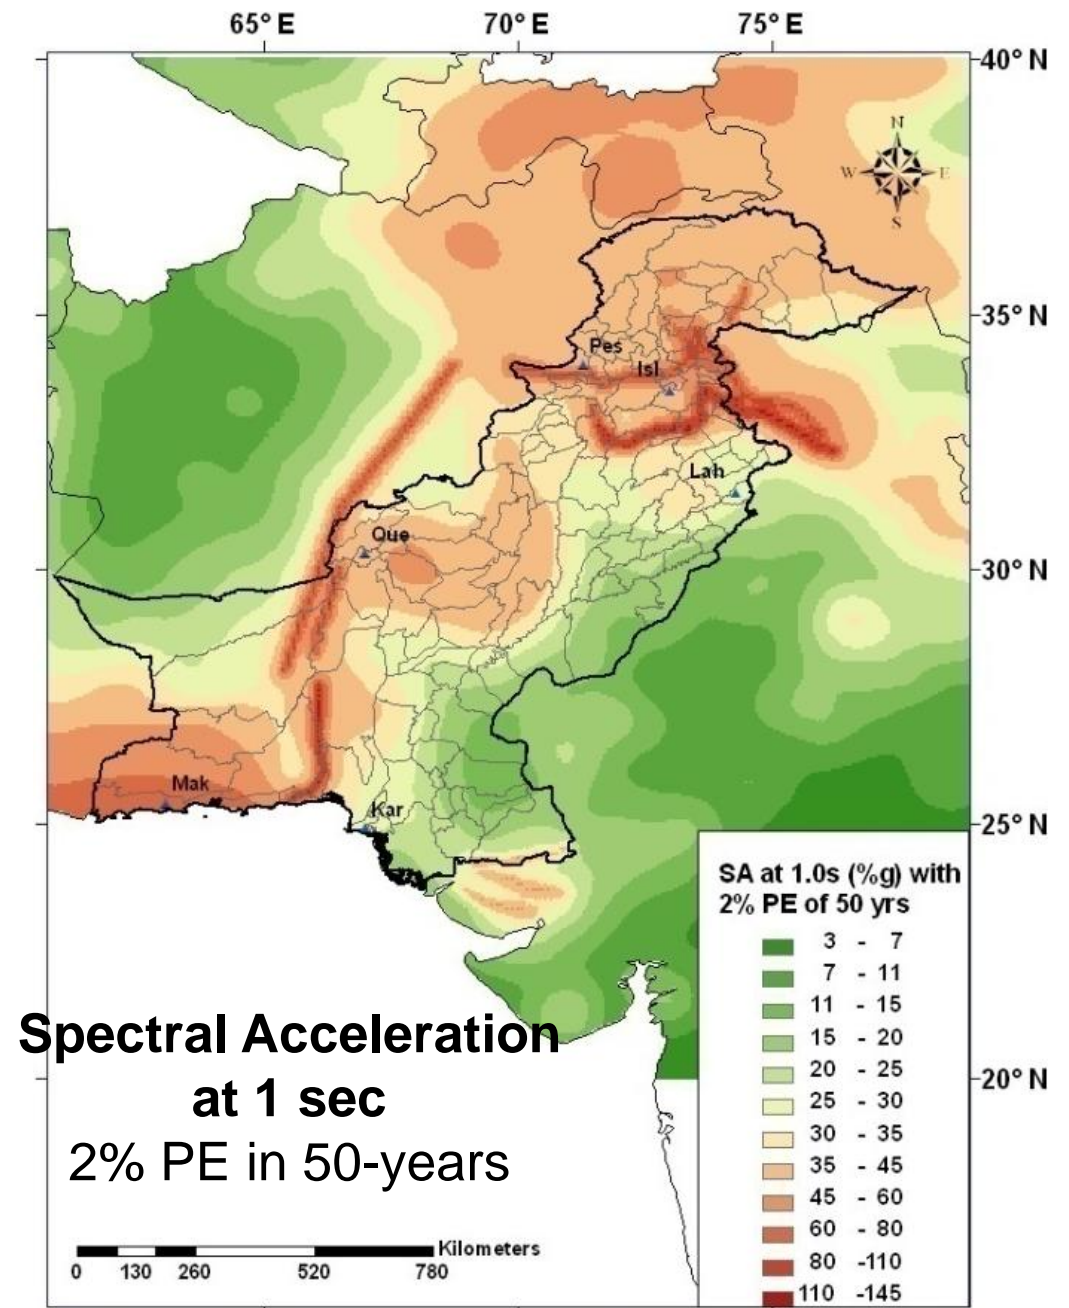 65° E 70° E 75° E
40° N
N
W E
S
35° N
Pes
Isl
Lah
Que
30° N
Mak
Kar
25° N
SA at 1.0s (%g) with
2% PE of 50 yrs
3 - 7
7 - 11
11 - 15
15 - 20
20 - 25
25 - 30
30 - 35
35 - 45
45 - 60
60 - 80
80 -110
110 -145
20° N
Spectral Acceleration
at 1 sec
2% PE in 50-years
Kilometers
0 130 260 520 780